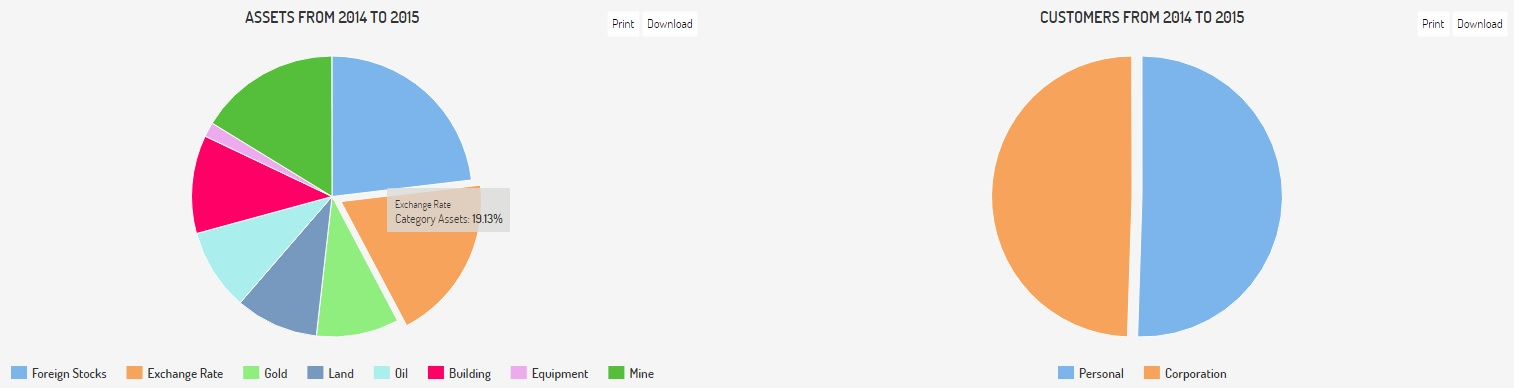 ASSETS FROM 2014 TO 2015
Print Download
Exchange Rate
Category Assets: 19.13%
Foreign Stocks Exchange Rate Gold Land Oil Building Equipment Mine
CUSTOMERS FROM 2014 TO 2015
Print Download
Personal Corporation